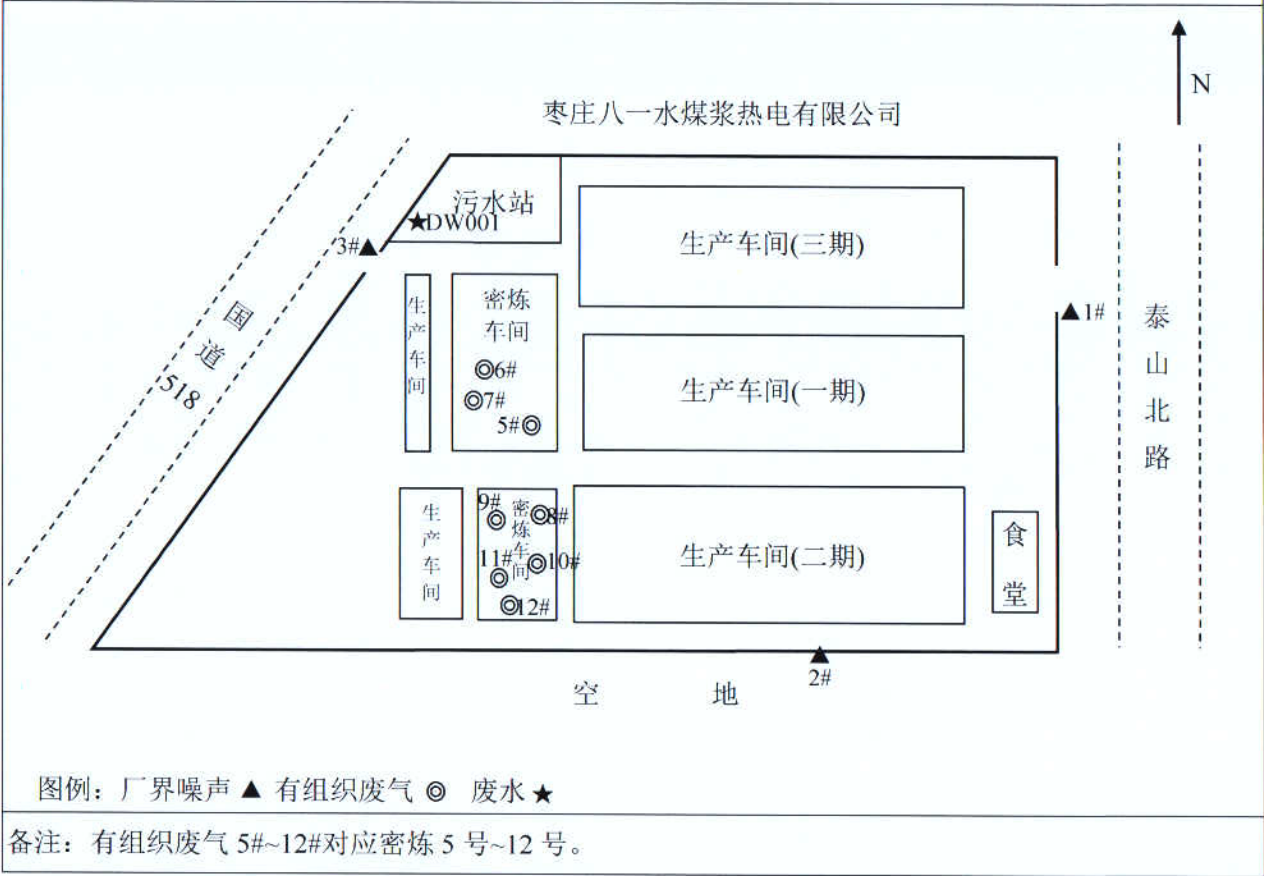 N
枣庄八一水煤浆热电有限公司
污水站
★DW001
3#▲
生产车间(三期)
国道518
生产车间
密炼
车间
◎6#
◎7#
5#◎
生产车间(一期)
▲1#
泰山北路
生产车间
密炼车间
9#
8#
11#
10#
12#
生产车间(二期)
食堂
2#
空 地
图例：厂界噪声 ▲ 有组织废气 ◎ 废水 ★
备注：有组织废气 5#~12#对应密炼 5 号~12 号。